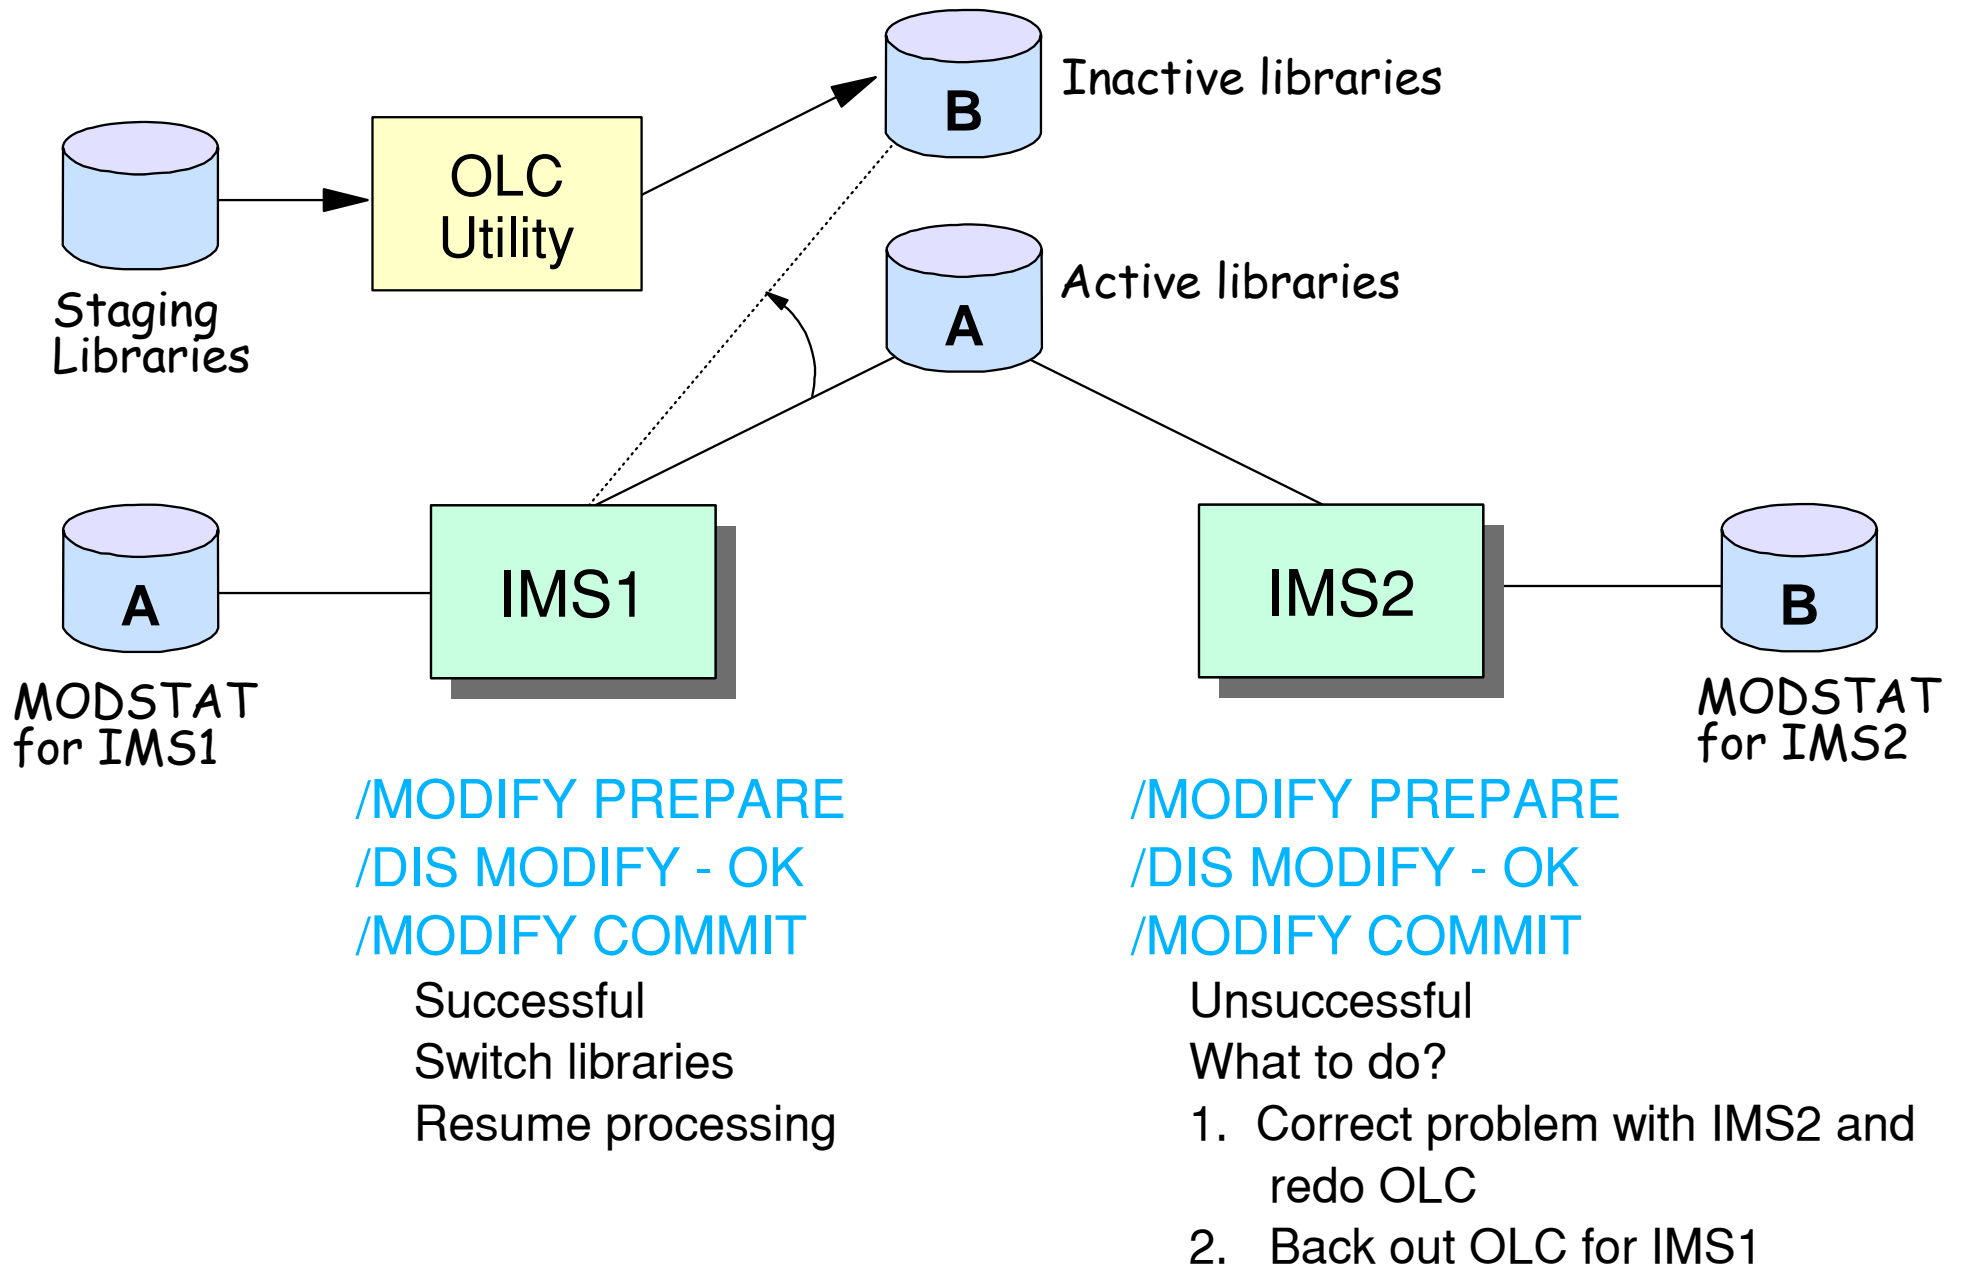 B
Inactive libraries
OLC
Utility
Staging
Libraries
A
Active libraries
A
MODSTAT
for IMS1
IMS1
IMS2
B
MODSTAT
for IMS2
/MODIFY PREPARE
/DIS MODIFY - OK
/MODIFY COMMIT
Successful
Switch libraries
Resume processing
/MODIFY PREPARE
/DIS MODIFY - OK
/MODIFY COMMIT
Unsuccessful
What to do?
1. Correct problem with IMS2 and
redo OLC
2. Back out OLC for IMS1